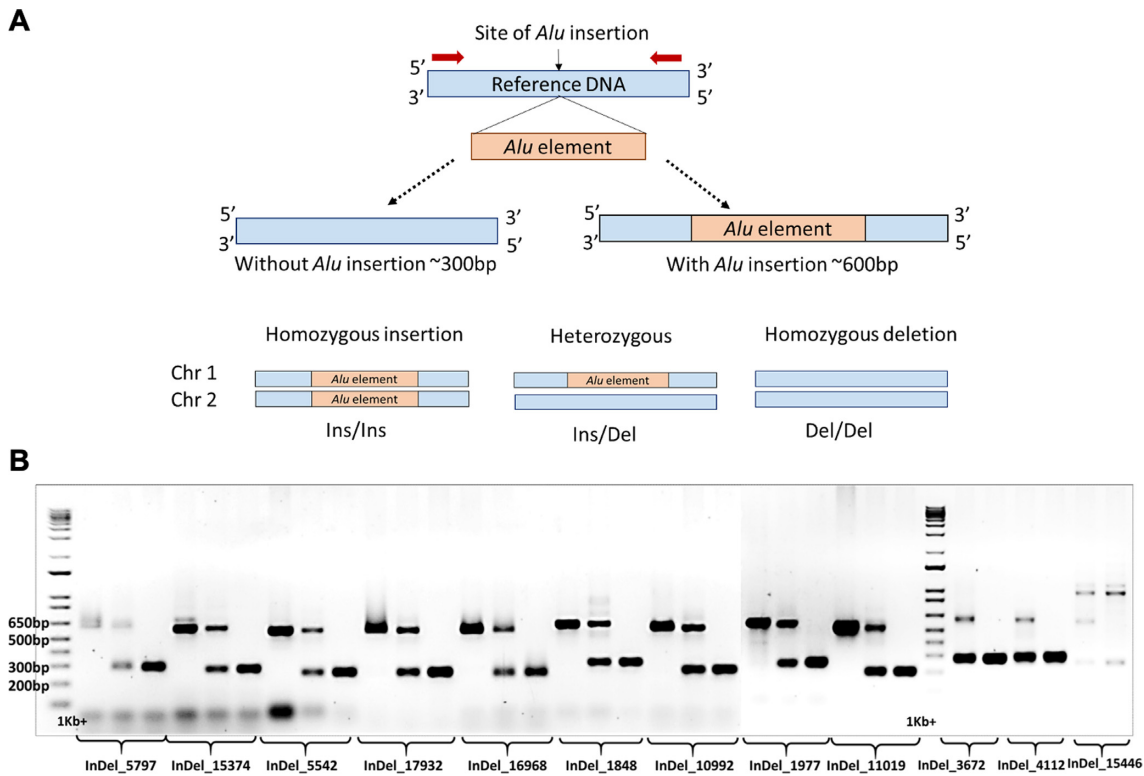 A
Site of Alu insertion
5’ 3’
Reference DNA
3’ 5’
Alu element
5’ 3’ 5’ 3’
Alu element
3’ 5’ 3’ 5’
Without Alu insertion ~300bp With Alu insertion ~600bp
Homozygous insertion Heterozygous Homozygous deletion
Chr 1 Alu element Alu element
Chr 2 Alu element
Ins/Ins Ins/Del Del/Del
B
650bp
500bp
300bp
200bp
1Kb+ 1Kb+
InDel_5797 InDel_15374 InDel_5542 InDel_17932 InDel_16968 InDel_1848 InDel_10992 InDel_1977 InDel_11019 InDel_3672 InDel_4112 InDel_15446